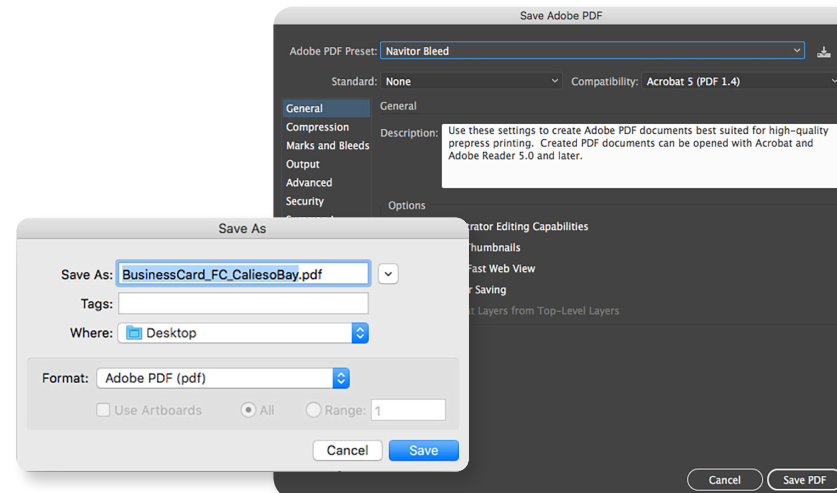 Save Adobe PDF
Adobe PDF Preset: Navitor Bleed
Standard: None Compatibility: Acrobat 5 (PDF 1.4)
General
Compression
Marks and Bleeds
Output
Advanced
Security
General
Description: Use these settings to create Adobe PDF documents best suited for high-quality
prepress printing. Created PDF documents can be opened with Acrobat and
Adobe Reader 5.0 and later.
Options
Editing Capabilities
Thumbnails
Fast Web View
Saving
Layers from Top-Level Layers
Cancel Save PDF
Save As
Save As: BusinessCard_FC_CaliesoBay.pdf
Tags:
Where: Desktop
Format: Adobe PDF (pdf)
Use Artboards All Range: 1
Cancel Save